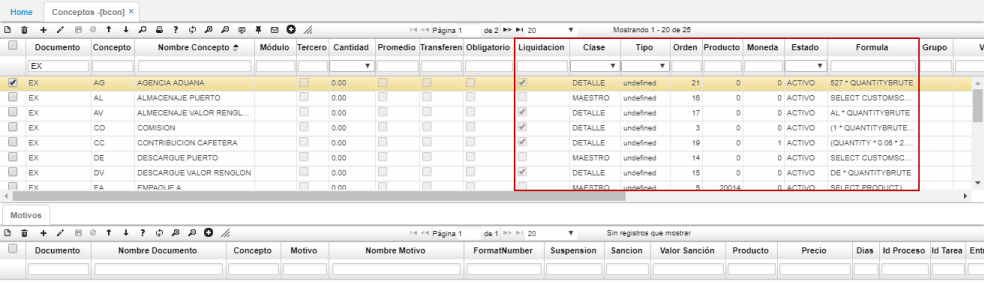 Home Conceptos -[bcon] ×
Página 1 de 2 20 Mostrando 1 - 20 de 25
Documento Concepto Nombre Concepto Módulo Tercero Cantidad Promedio Transferen Obligatorio Liquidacion Clase Tipo Orden Producto Moneda Estado Formula Grupo V
EX
EX AG AGENCIA ADUANA 0.00 DETALLE undefined 21 0 0 ACTIVO 527 * QUANTITYBRUTE
EX AL ALMACENAJE PUERTO 0.00 MAESTRO undefined 16 0 0 ACTIVO SELECT CUSTOMSC...
EX AV ALMECENAJE VALOR RENGL... 0.00 DETALLE undefined 17 0 0 ACTIVO AL * QUANTITYBRUTE
EX CO COMISION 0.00 DETALLE undefined 3 0 0 ACTIVO (1 * QUANTITYBRUTE...
EX CC CONTRIBUCION CAFETERA 0.00 DETALLE undefined 19 0 1 ACTIVO (QUANTITY * 0.06 * 2....
EX DE DESCARGUE PUERTO 0.00 MAESTRO undefined 14 0 0 ACTIVO SELECT CUSTOMSC...
EX DV DESCARGUE VALOR RENGLON 0.00 DETALLE undefined 15 0 0 ACTIVO DE * QUANTITYBRUTE
EX EA EMPAQUE A 0.00 MAESTRO undefined 5 20014 0 ACTIVO SELECT PRODUCT
Motivos
Página 1 de 1 20 Sin registros que mostrar
Documento Nombre Documento Concepto Motivo Nombre Motivo FormatNumber Suspension Sancion Valor Sanción Producto Precio Dias Id Proceso Id Tarea Entr